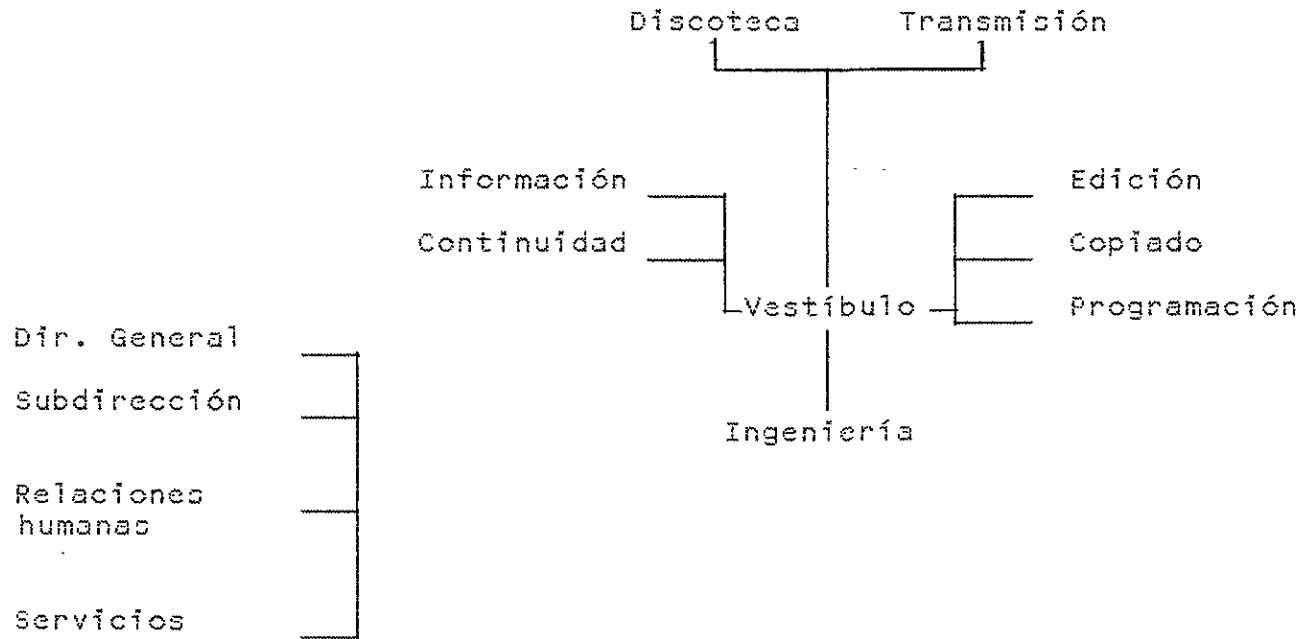 Discoteca Transmisión
Información Edición
Continuidad Copiado
Vestíbulo Programación
Dir. General
Subdirección
Ingeniería
Relaciones
humanas
Servicios